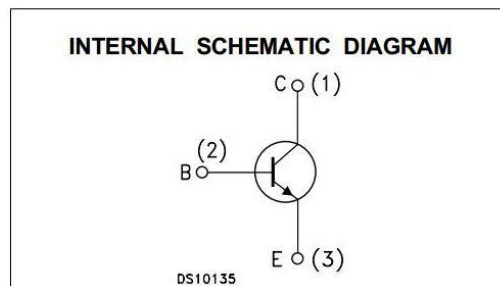 INTERNAL SCHEMATIC DIAGRAM
C (1)
(2)
B
E (3)
DS10135